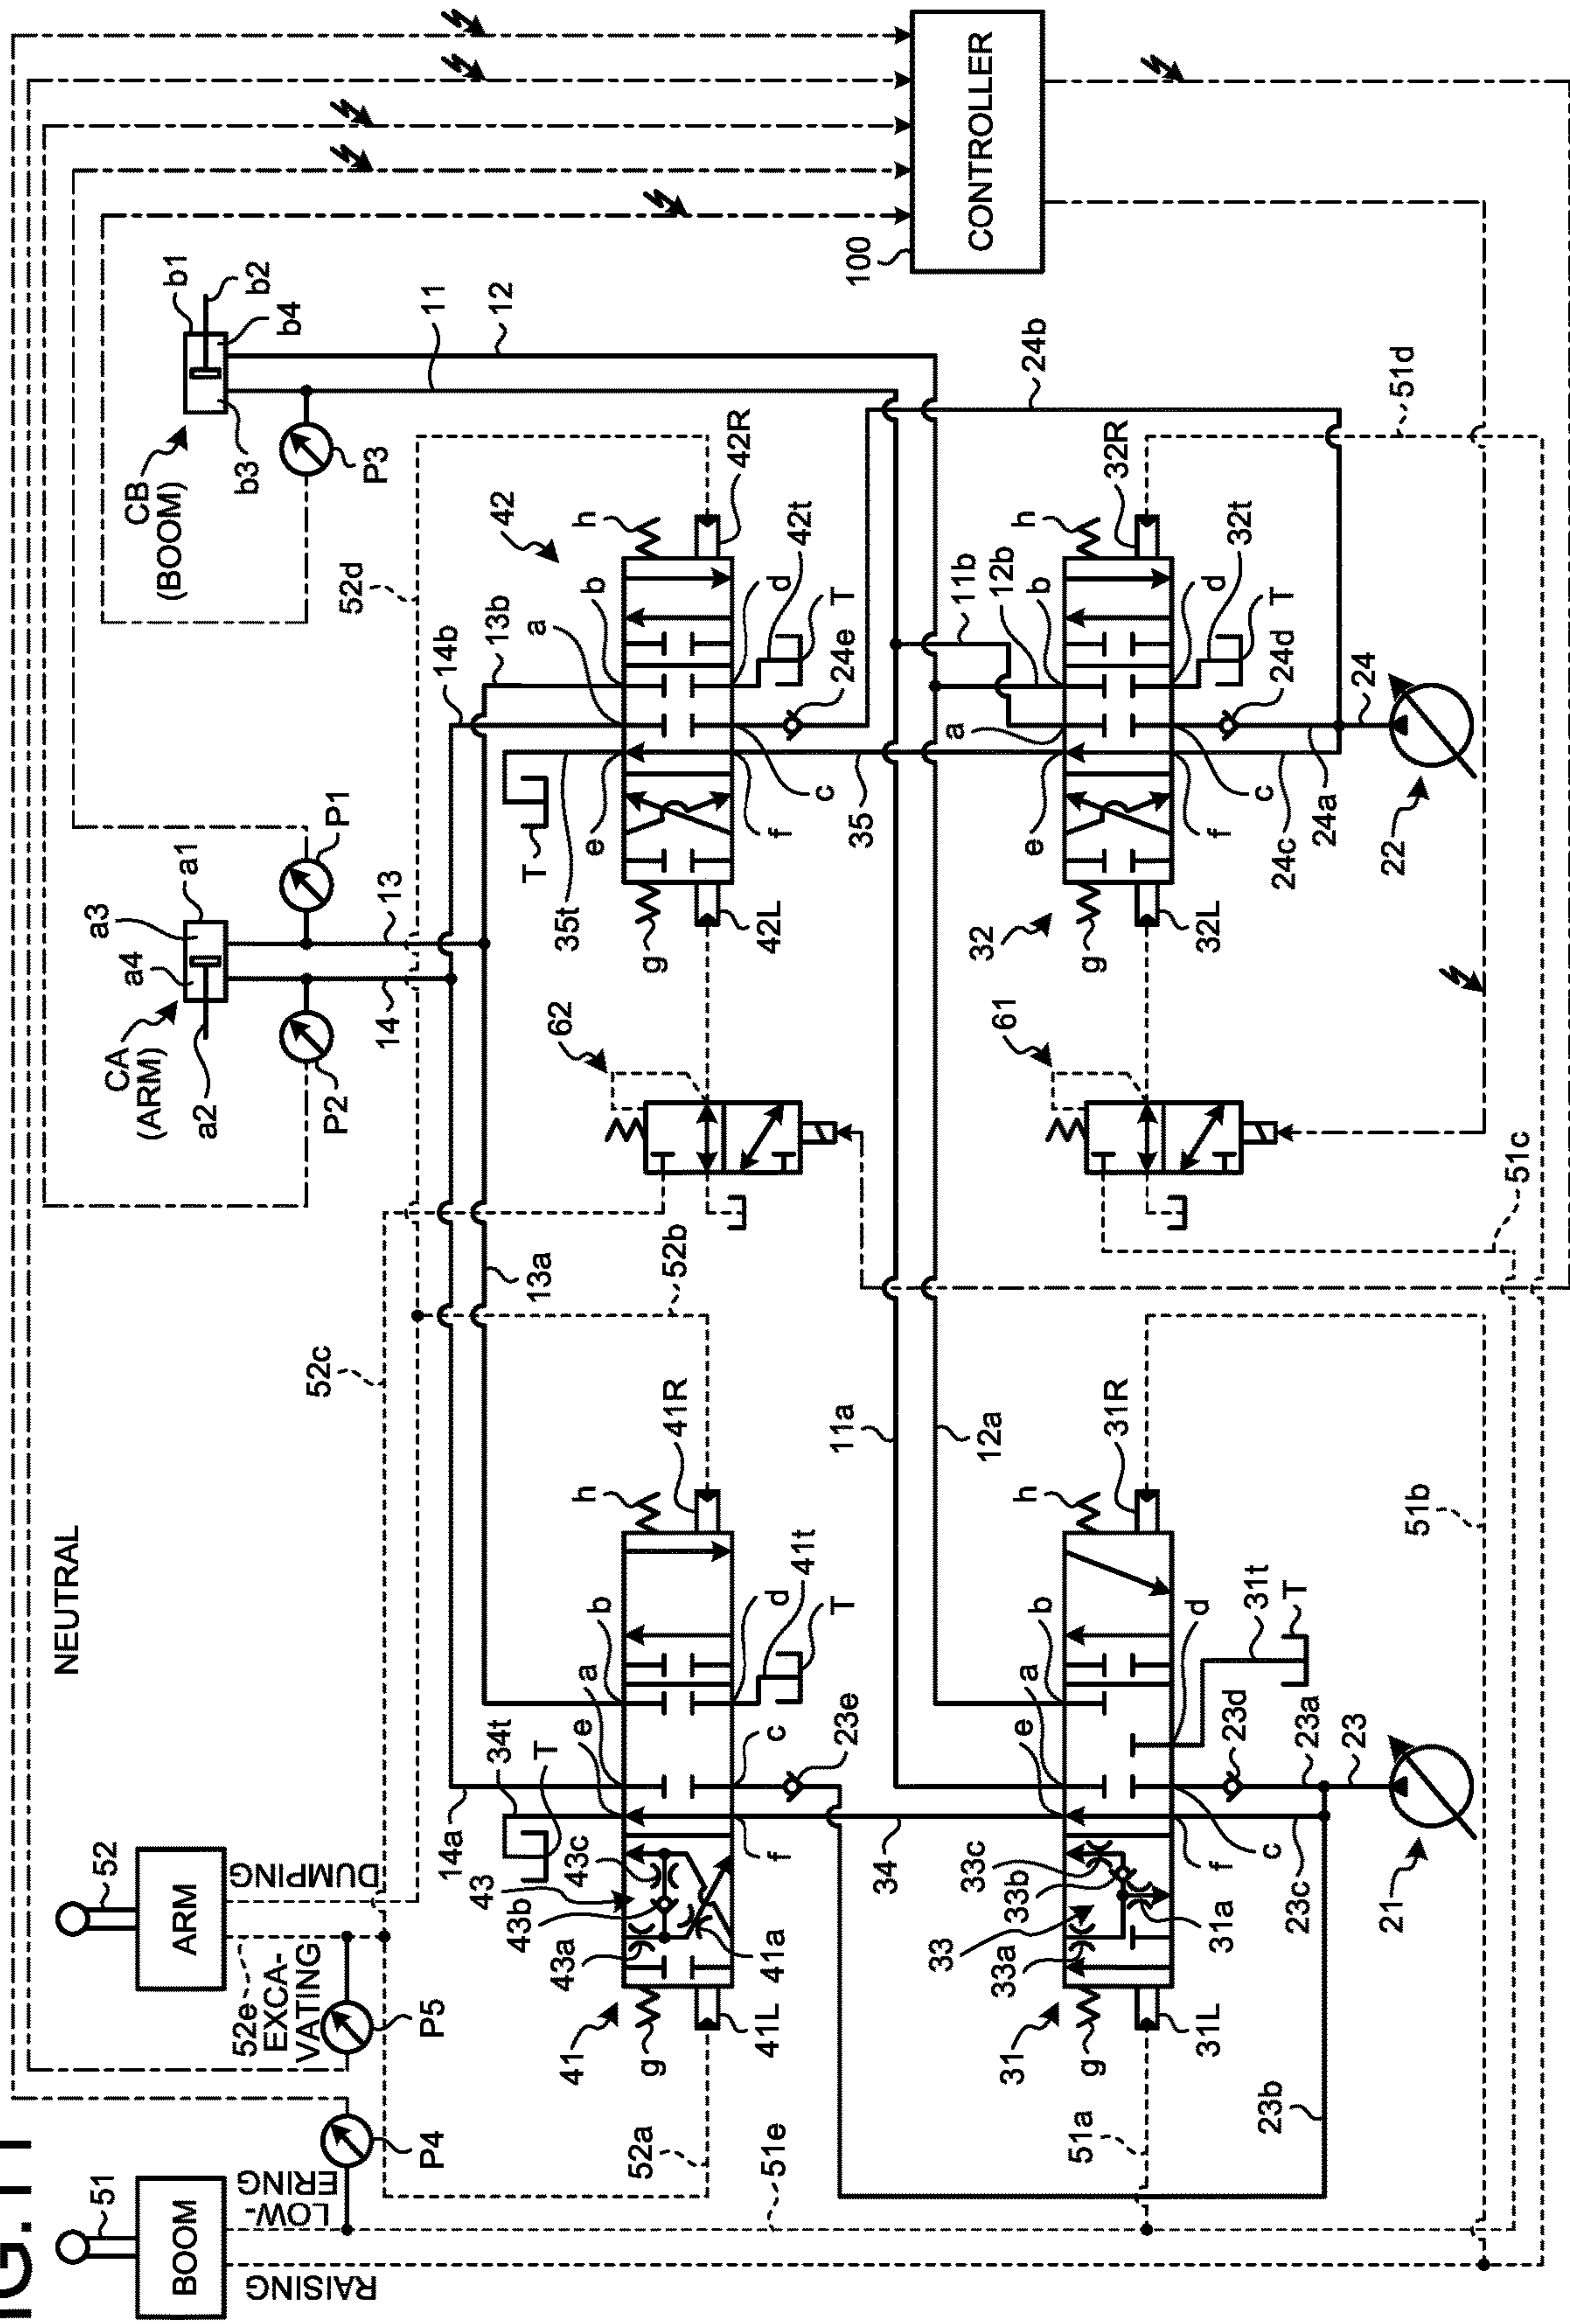 IG. 11
NEUTRAL
51
BOOM
RAISING
LOW-
ERING
P4
52
ARM
52e
EXCA-
VATING
DUMPING
P5
CA
(ARM)
a2
a4
a3
a1
P2
P1
14
13
CB
(BOOM)
b3
b1
b2
b4
P3
11
12
52c
52d
14a
34t
T
13a
35t
T
14b
13b
41
43
43a
43b
43c
41a
g
41L
e
a
b
h
41R
f
c
d
41t
T
23e
52a
52b
62
42
g
42L
e
a
b
h
42R
f
c
d
42t
T
24e
51e
34
11a
12a
35
11b
12b
24b
100
CONTROLLER
31
33
33a
33b
33c
31a
g
31L
e
a
b
h
31R
f
c
d
31t
T
23d
51a
51b
61
51c
32
g
32L
e
a
b
h
32R
f
c
d
32t
T
24d
51d
23b
23c
23a
23
21
24c
24a
24
22